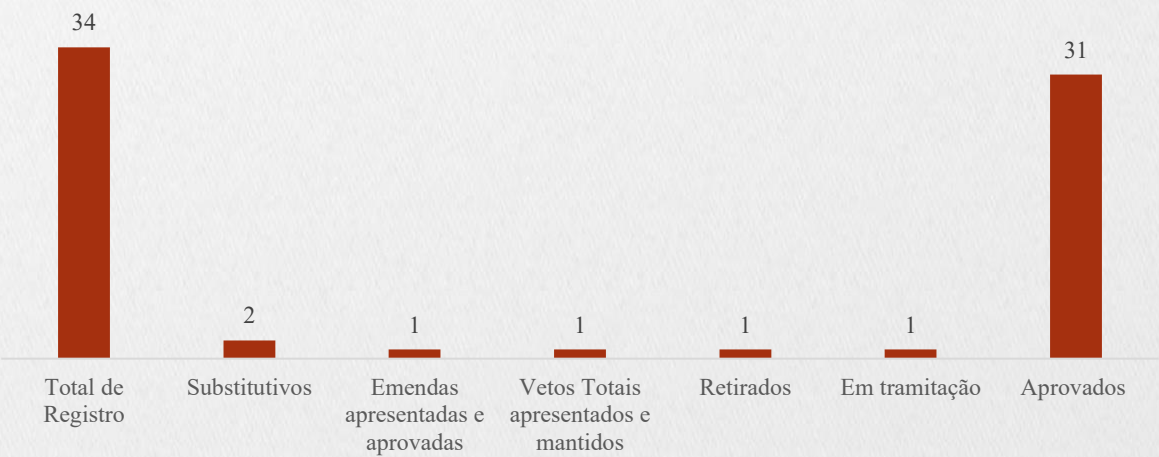 34
2
1
1
1
1
31
Total de
Registro
Substitutivos
Emendas
apresentadas e
aprovadas
Vetos Totais
apresentados e
mantidos
Retirados
Em tramitação
Aprovados